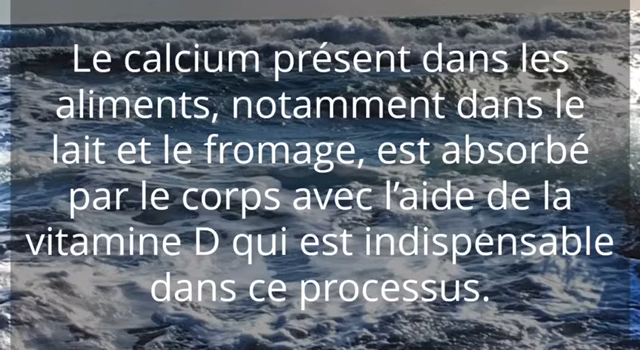 Le calcium présent dans les
aliments, notamment dans le
lait et le fromage, est absorbé
par le corps avec l’aide de la
vitamine D qui est indispensable
dans ce processus.